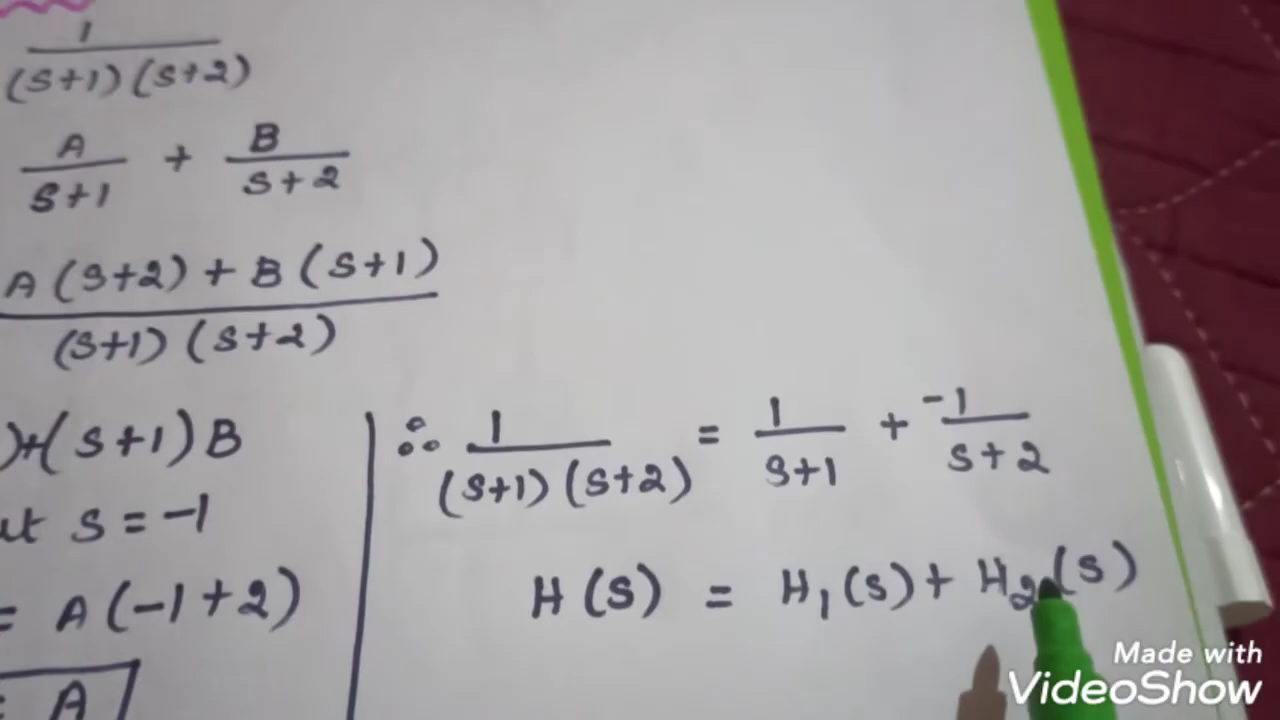 1
(S+1) (S+2)
A/S+1 + B/S+2
A (S+2) + B (S+1)
(S+1) (S+2)
)+(S+1) B
ut S = -1
= A (-1+2)
= A
∴ 1/(S+1) (S+2) = 1/S+1 + -1/S+2
H (S) = H₁ (S) + H₂ (S)
Made with
VideoShow